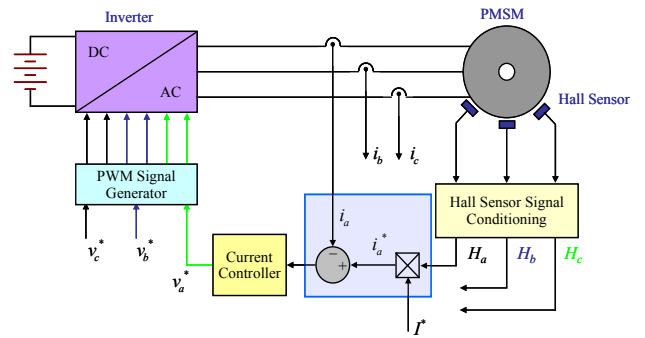 Inverter
PMSM
DC
AC
Hall Sensor
i_b
i_c
PWM Signal
Generator
Hall Sensor Signal
Conditioning
i_a
i_a^*
−
+
v_c^*
v_b^*
v_a^*
Current
Controller
H_a
H_b
H_c
I^*